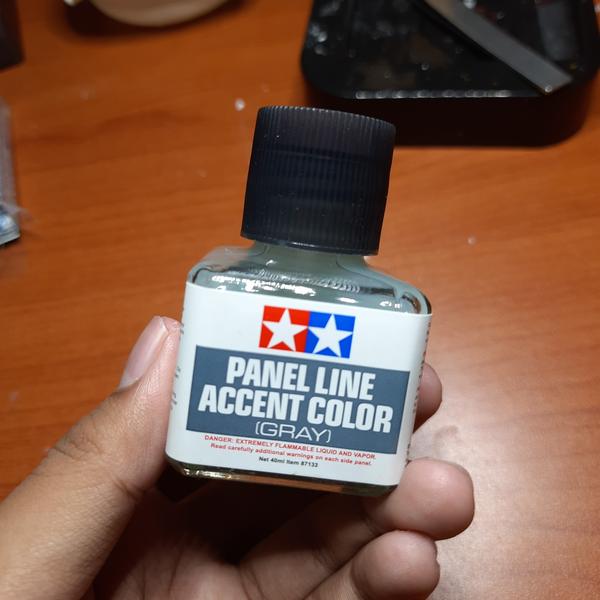 PANEL LINE
ACCENT COLOR
(GRAY)
DANGER: EXTREMELY FLAMMABLE LIQUID AND VAPOR.
Read carefully additional warnings on each side panel.
Net 40ml Item 87133